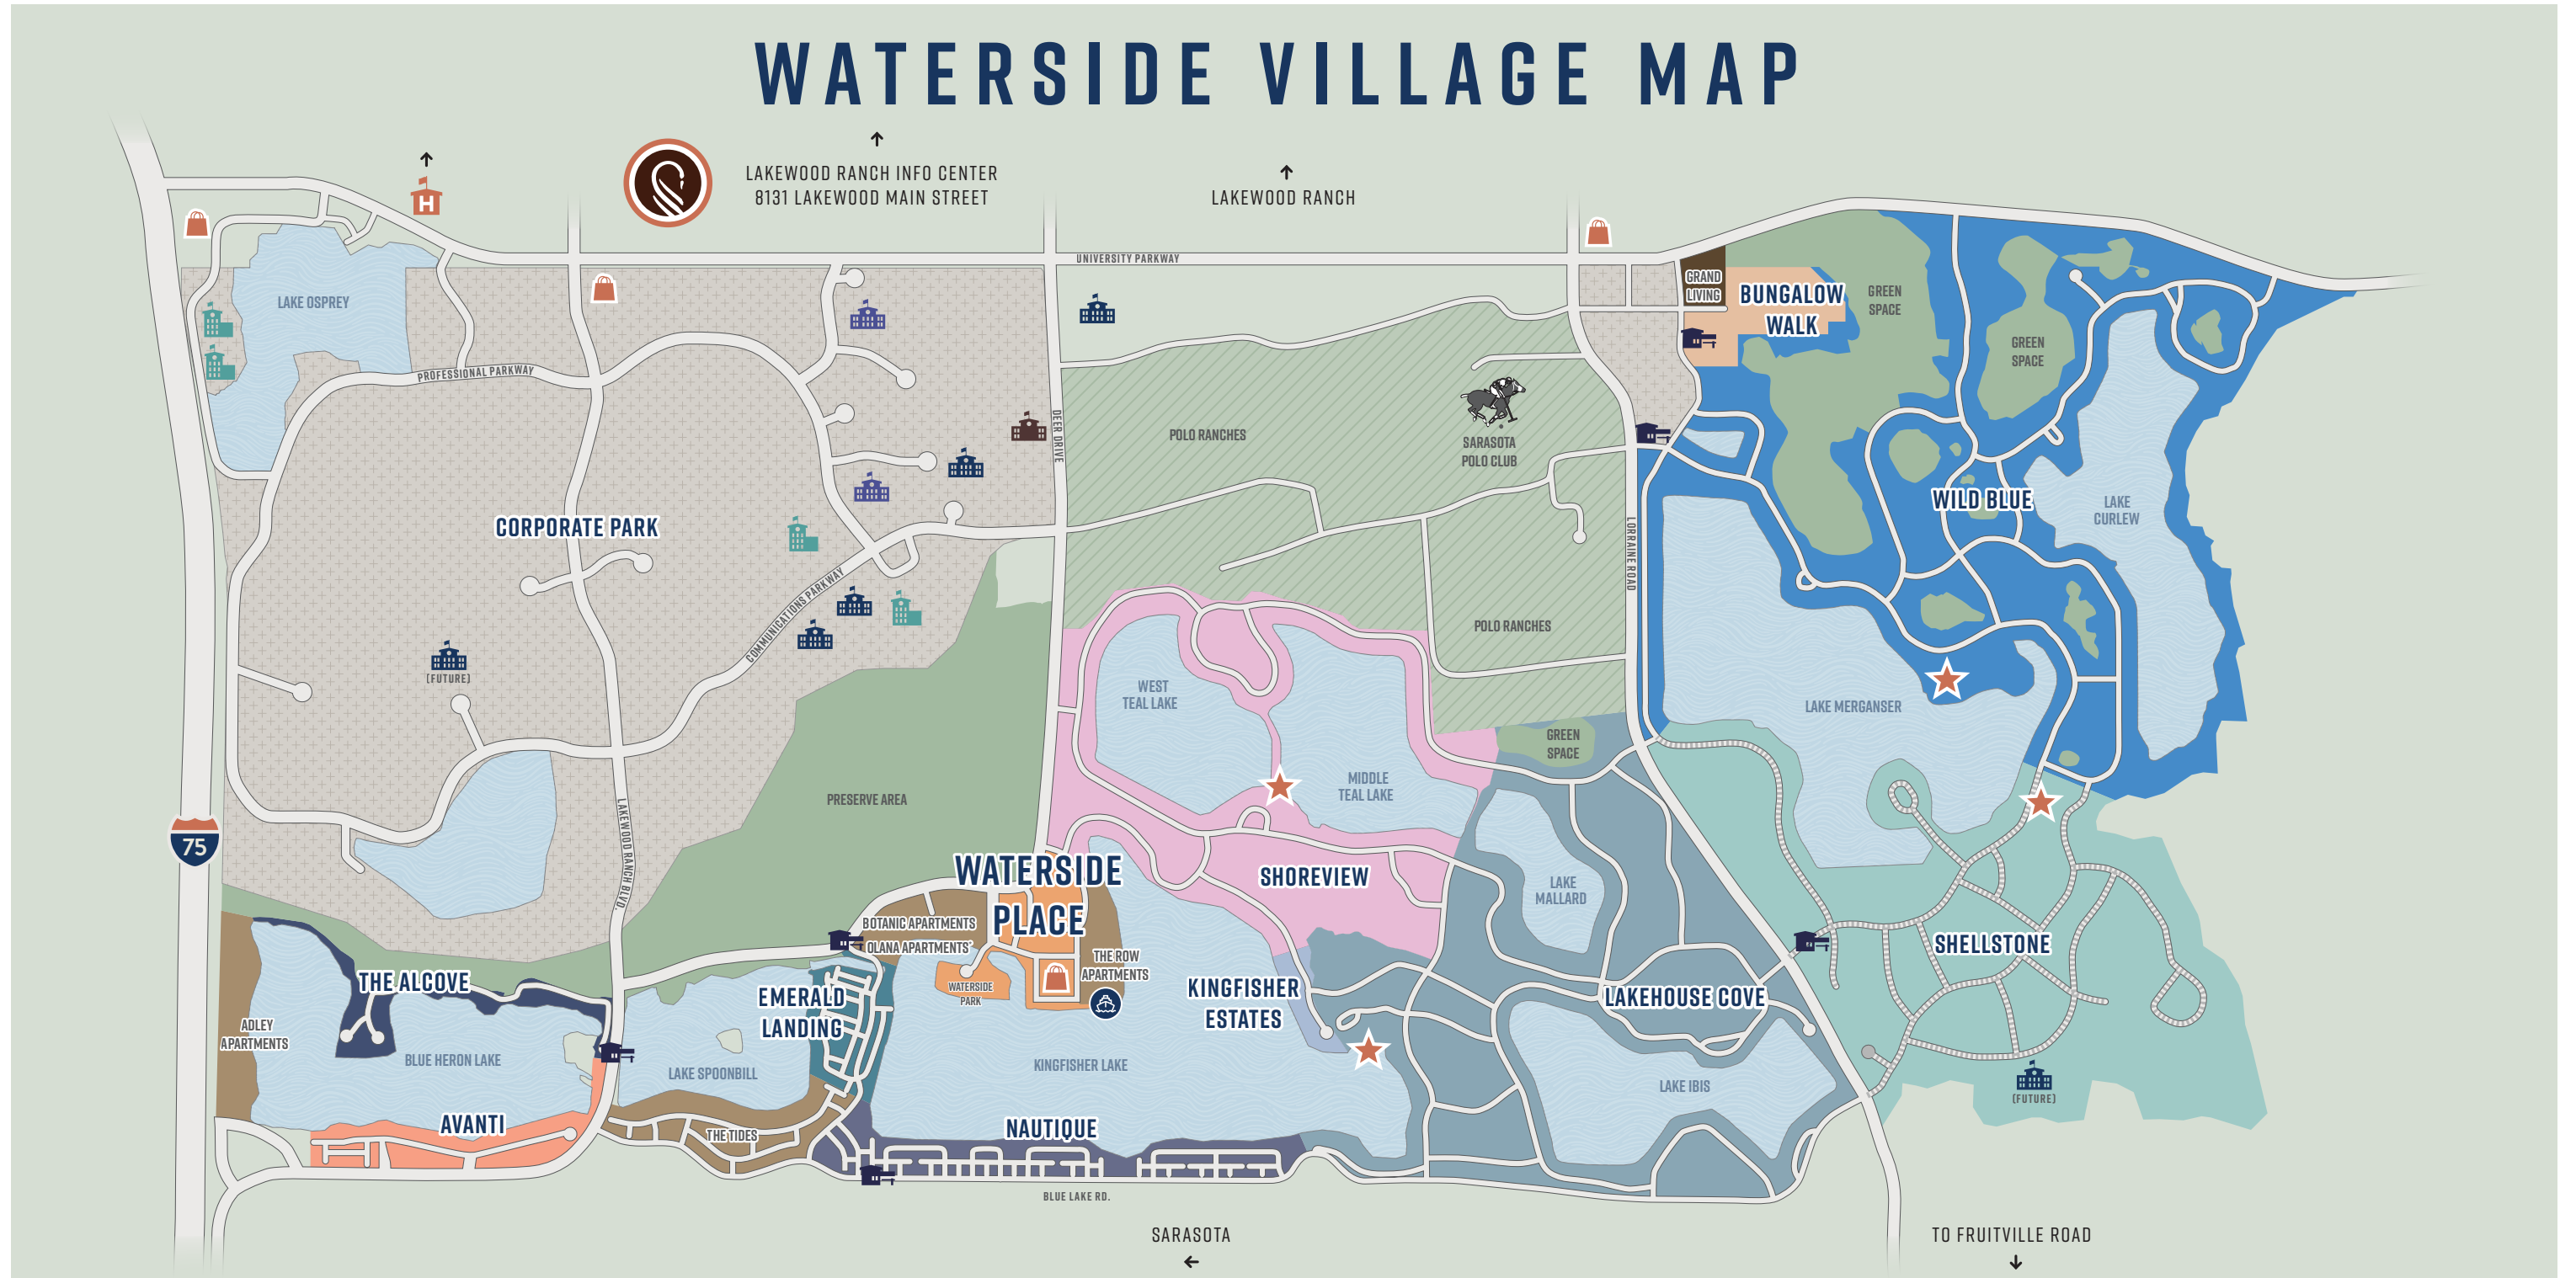 WATERSIDE VILLAGE MAP
LAKEWOOD RANCH INFO CENTER
8131 LAKEWOOD MAIN STREET
LAKEWOOD RANCH
H
UNIVERSITY PARKWAY
LAKE OSPREY
GRAND
LIVING
BUNGALOW
WALK
GREEN
SPACE
GREEN
SPACE
PROFESSIONAL PARKWAY
DEER DRIVE
POLO RANCHES
SARASOTA
POLO CLUB
CORPORATE PARK
WILD BLUE
LAKE
CURLEW
LORRAINE ROAD
COMMUNICATIONS PARKWAY
POLO RANCHES
(FUTURE)
WEST
TEAL LAKE
LAKE MERGANSER
GREEN
SPACE
MIDDLE
TEAL LAKE
PRESERVE AREA
75
LAKEWOOD RANCH BLVD.
WATERSIDE
PLACE
SHOREVIEW
LAKE
MALLARD
BOTANIC APARTMENTS
OLANA APARTMENTS
THE ROW
APARTMENTS
SHELLSTONE
THE ALCOVE
WATERSIDE
PARK
EMERALD
LANDING
KINGFISHER
ESTATES
LAKEHOUSE COVE
ADLEY
APARTMENTS
BLUE HERON LAKE
LAKE SPOONBILL
KINGFISHER LAKE
LAKE IBIS
(FUTURE)
AVANTI
THE TIDES
NAUTIQUE
BLUE LAKE RD.
SARASOTA
TO FRUITVILLE ROAD